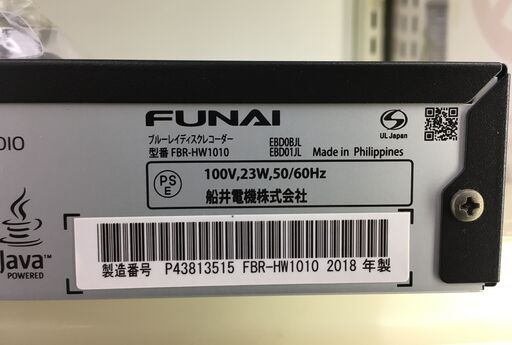 FUNAI
ブルーレイディスクレコーダー EBD0BJL
型番 FBR-HW1010 EBD01JL Made in Philippines
UL Japan
PSE
100V,23W,50/60Hz
船井電機株式会社
DIO
Java
POWERED
製造番号 P43813515 FBR-HW1010 2018 年製